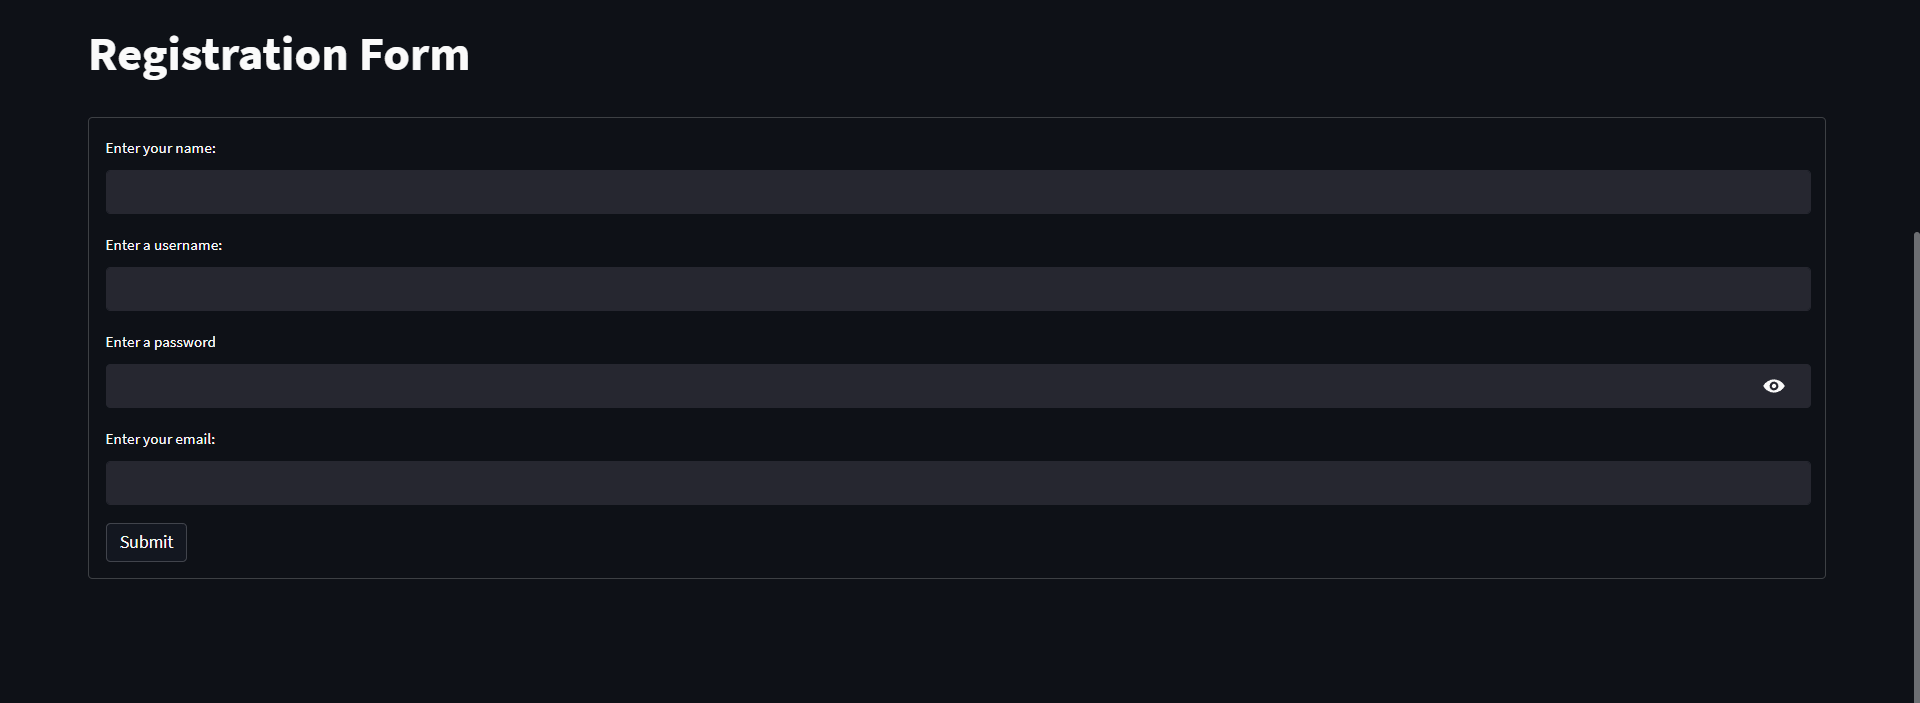 Registration Form
Enter your name:
Enter a username:
Enter a password
Enter your email:
Submit